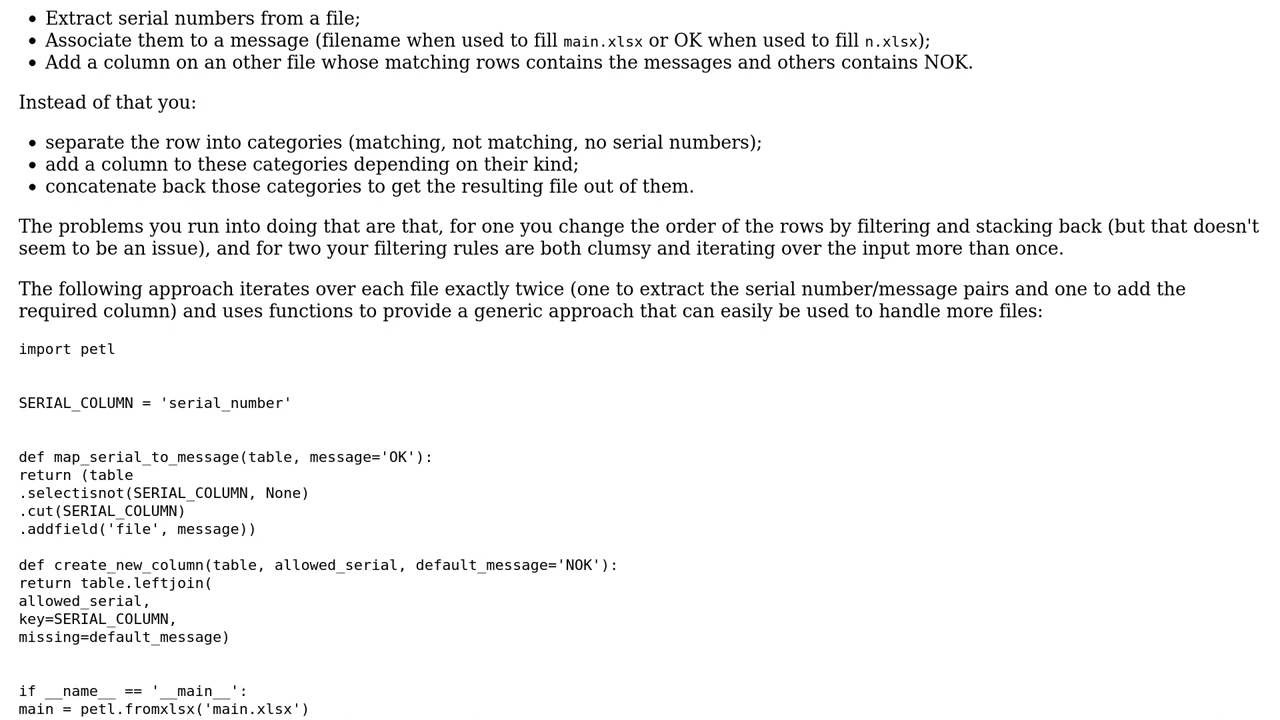 • Extract serial numbers from a file;
• Associate them to a message (filename when used to fill main.xlsx or OK when used to fill n.xlsx);
• Add a column on an other file whose matching rows contains the messages and others contains NOK.
Instead of that you:
• separate the row into categories (matching, not matching, no serial numbers);
• add a column to these categories depending on their kind;
• concatenate back those categories to get the resulting file out of them.
The problems you run into doing that are that, for one you change the order of the rows by filtering and stacking back (but that doesn't
seem to be an issue), and for two your filtering rules are both clumsy and iterating over the input more than once.
The following approach iterates over each file exactly twice (one to extract the serial number/message pairs and one to add the
required column) and uses functions to provide a generic approach that can easily be used to handle more files:
import petl
SERIAL_COLUMN = 'serial_number'
def map_serial_to_message(table, message='OK'):
return (table
.selectisnot(SERIAL_COLUMN, None)
.cut(SERIAL_COLUMN)
.addfield('file', message))
def create_new_column(table, allowed_serial, default_message='NOK'):
return table.leftjoin(
allowed_serial,
key=SERIAL_COLUMN,
missing=default_message)
if __name__ == '__main__':
main = petl.fromxlsx('main.xlsx')